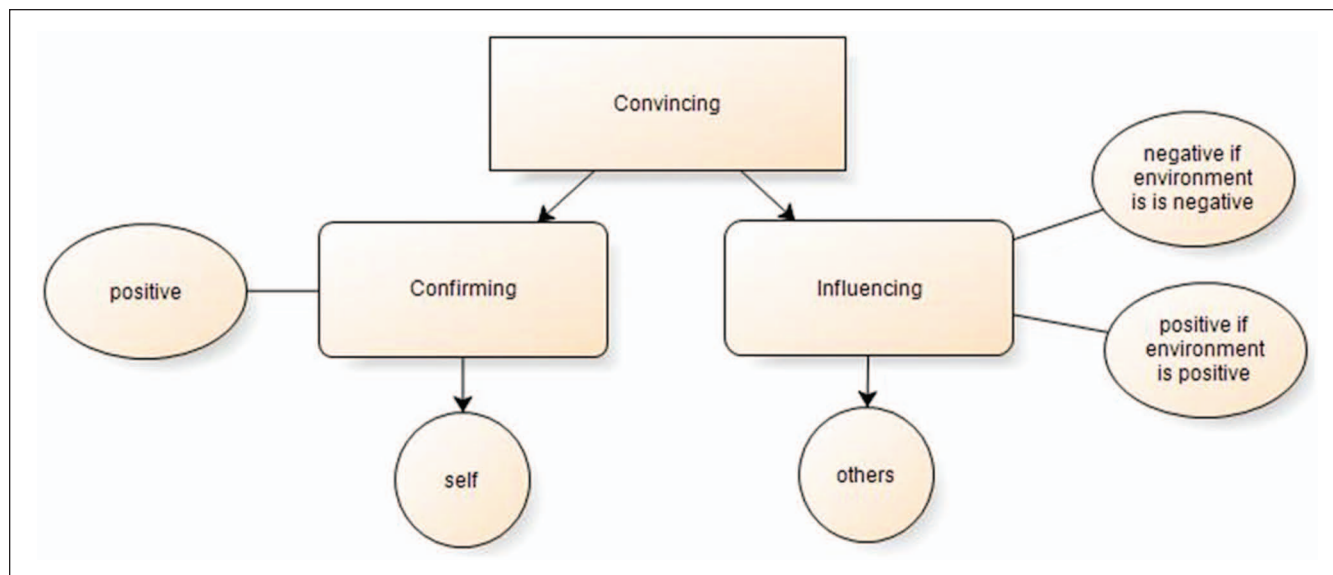 Convincing
negative if
environment
is is negative
positive
Confirming
Influencing
positive if
environment
is positive
self
others